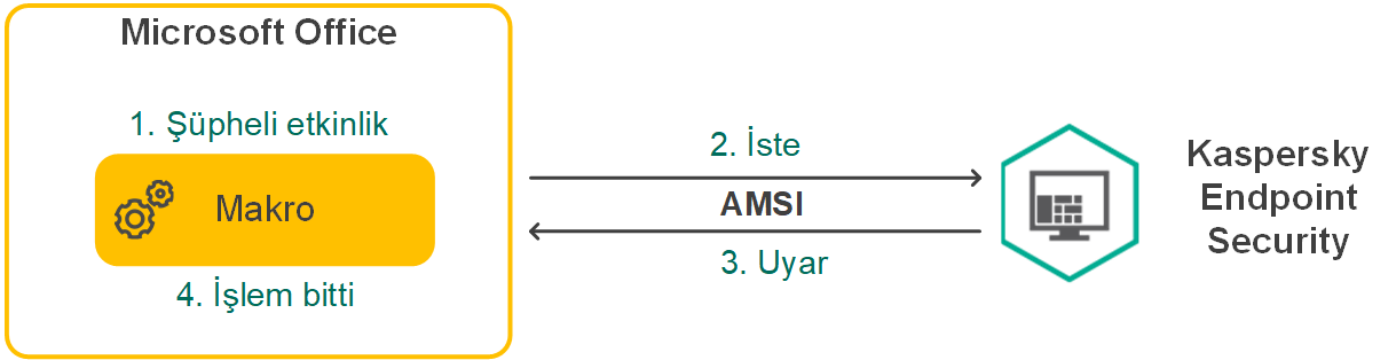 Microsoft Office
1. Şüpheli etkinlik
Makro
4. İşlem bitti
2. İste
AMSI
3. Uyar
Kaspersky
Endpoint
Security